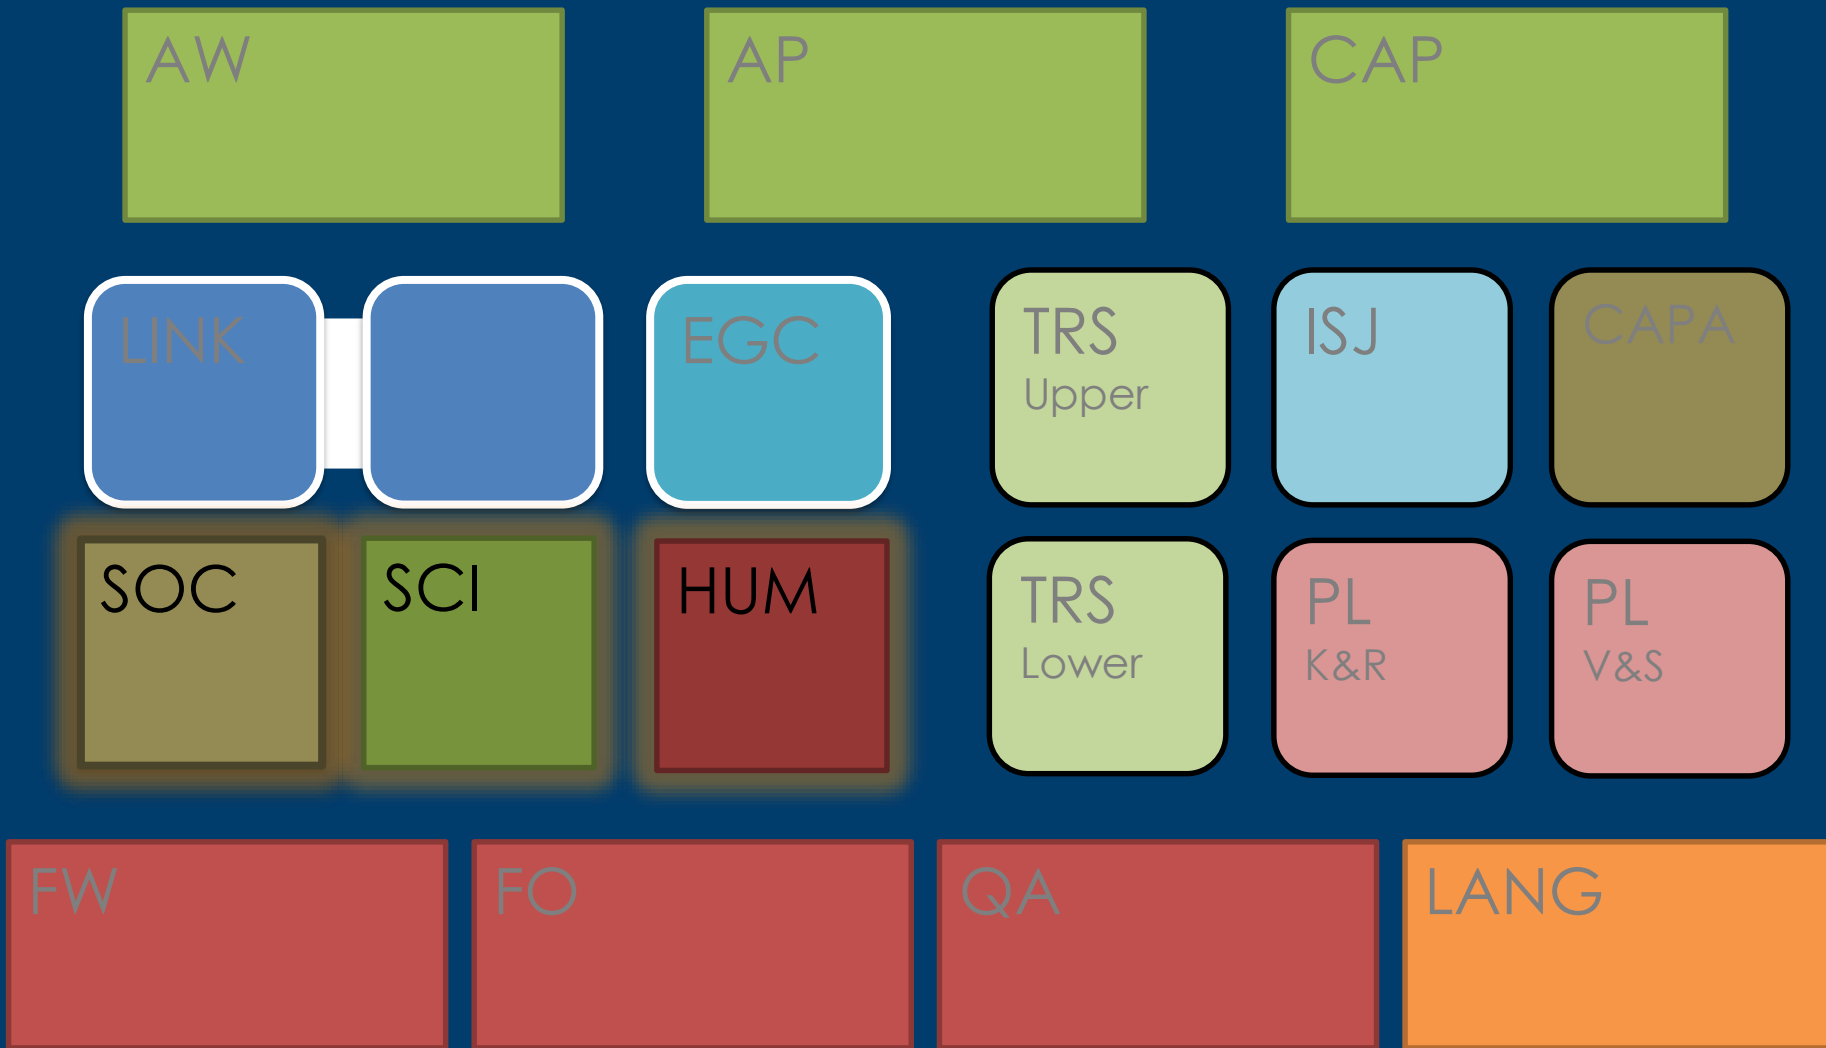 AW
AP
CAP
LINK
EGC
TRS
Upper
ISJ
CAPA
SOC
SCI
HUM
TRS
Lower
PL
K&R
PL
V&S
FW
FO
QA
LANG